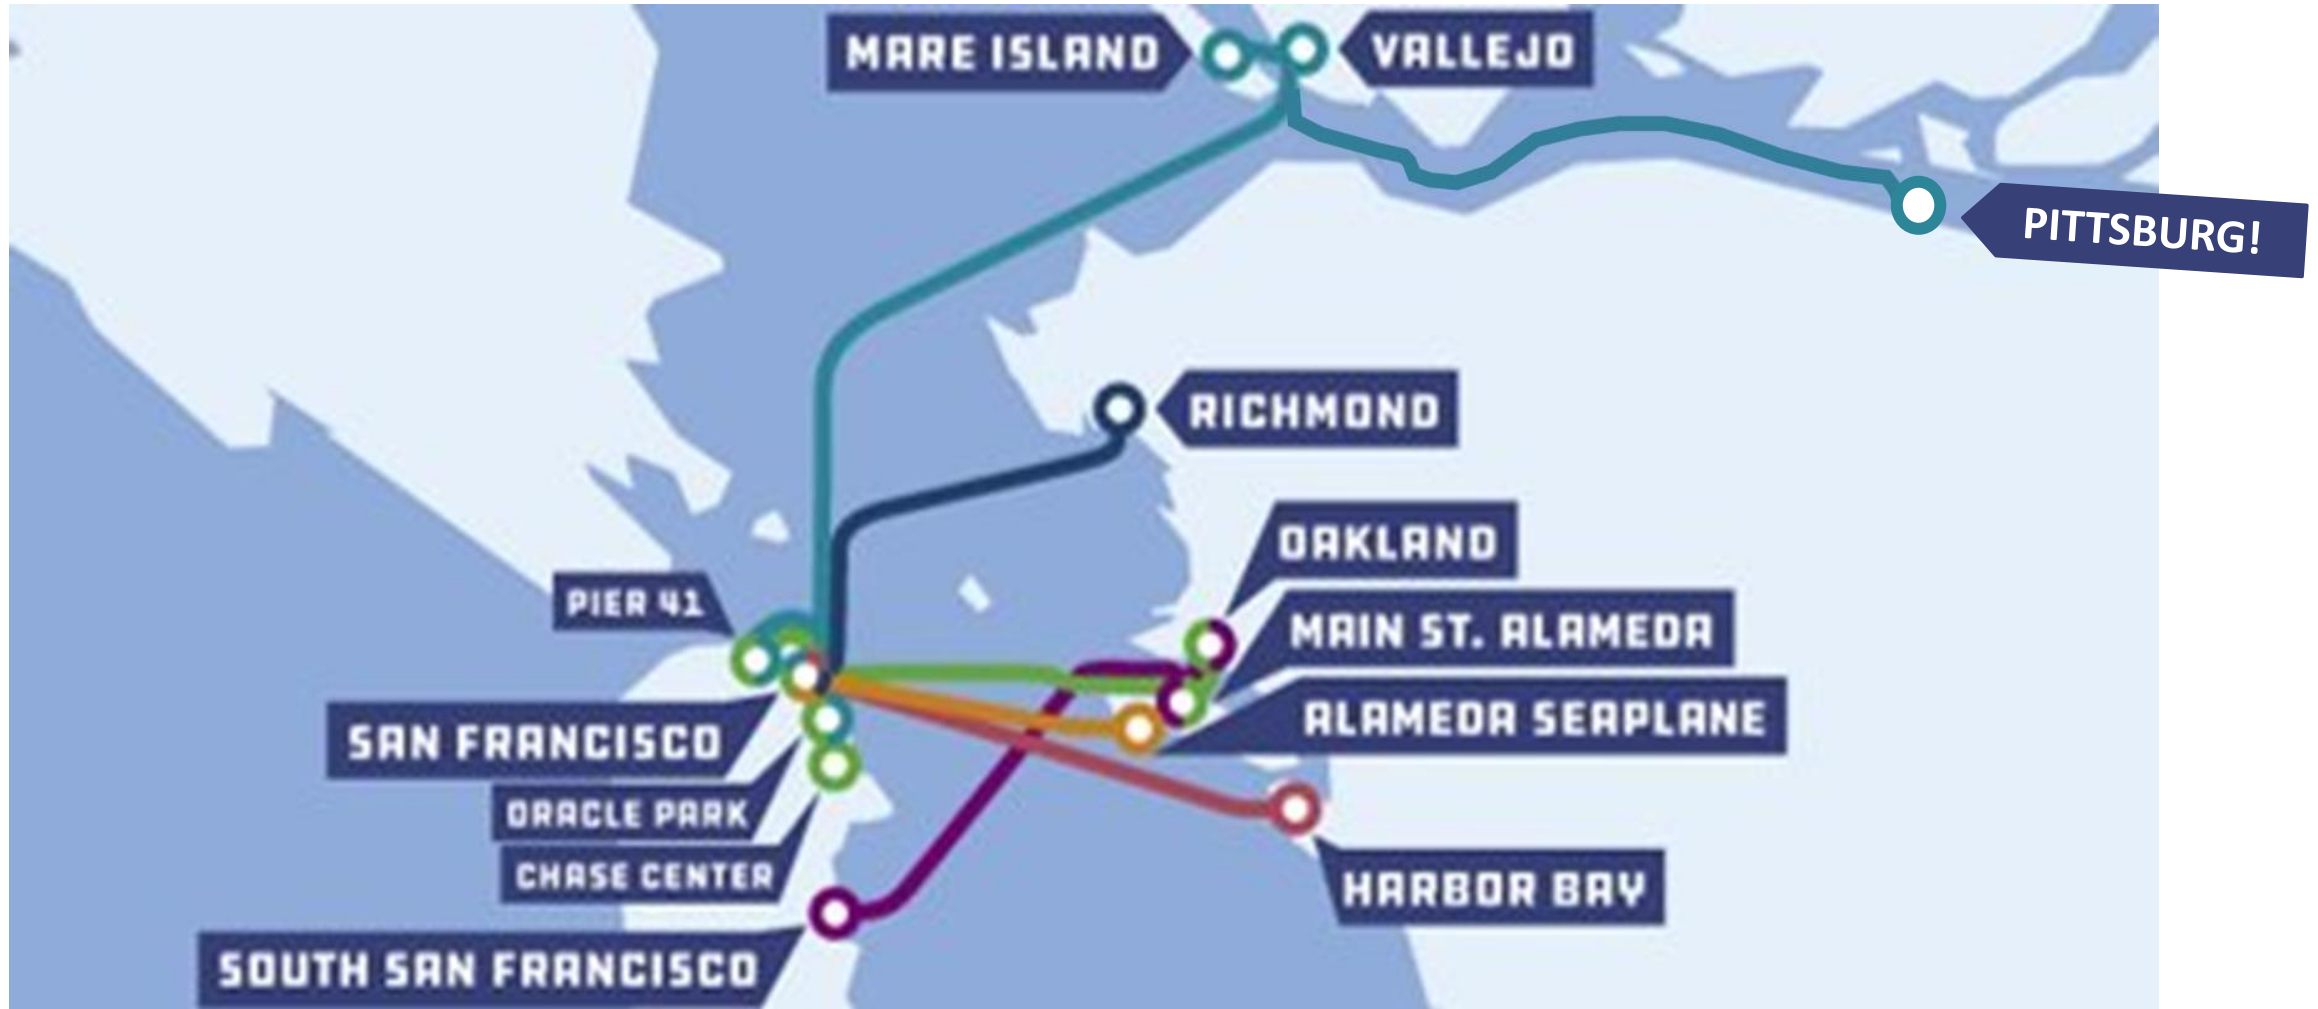 MARE ISLAND
VALLEJO
PITTSBURG!
RICHMOND
OAKLAND
PIER 41
MAIN ST. ALAMEDA
ALAMEDA SEAPLANE
SAN FRANCISCO
ORACLE PARK
CHASE CENTER
HARBOR BAY
SOUTH SAN FRANCISCO